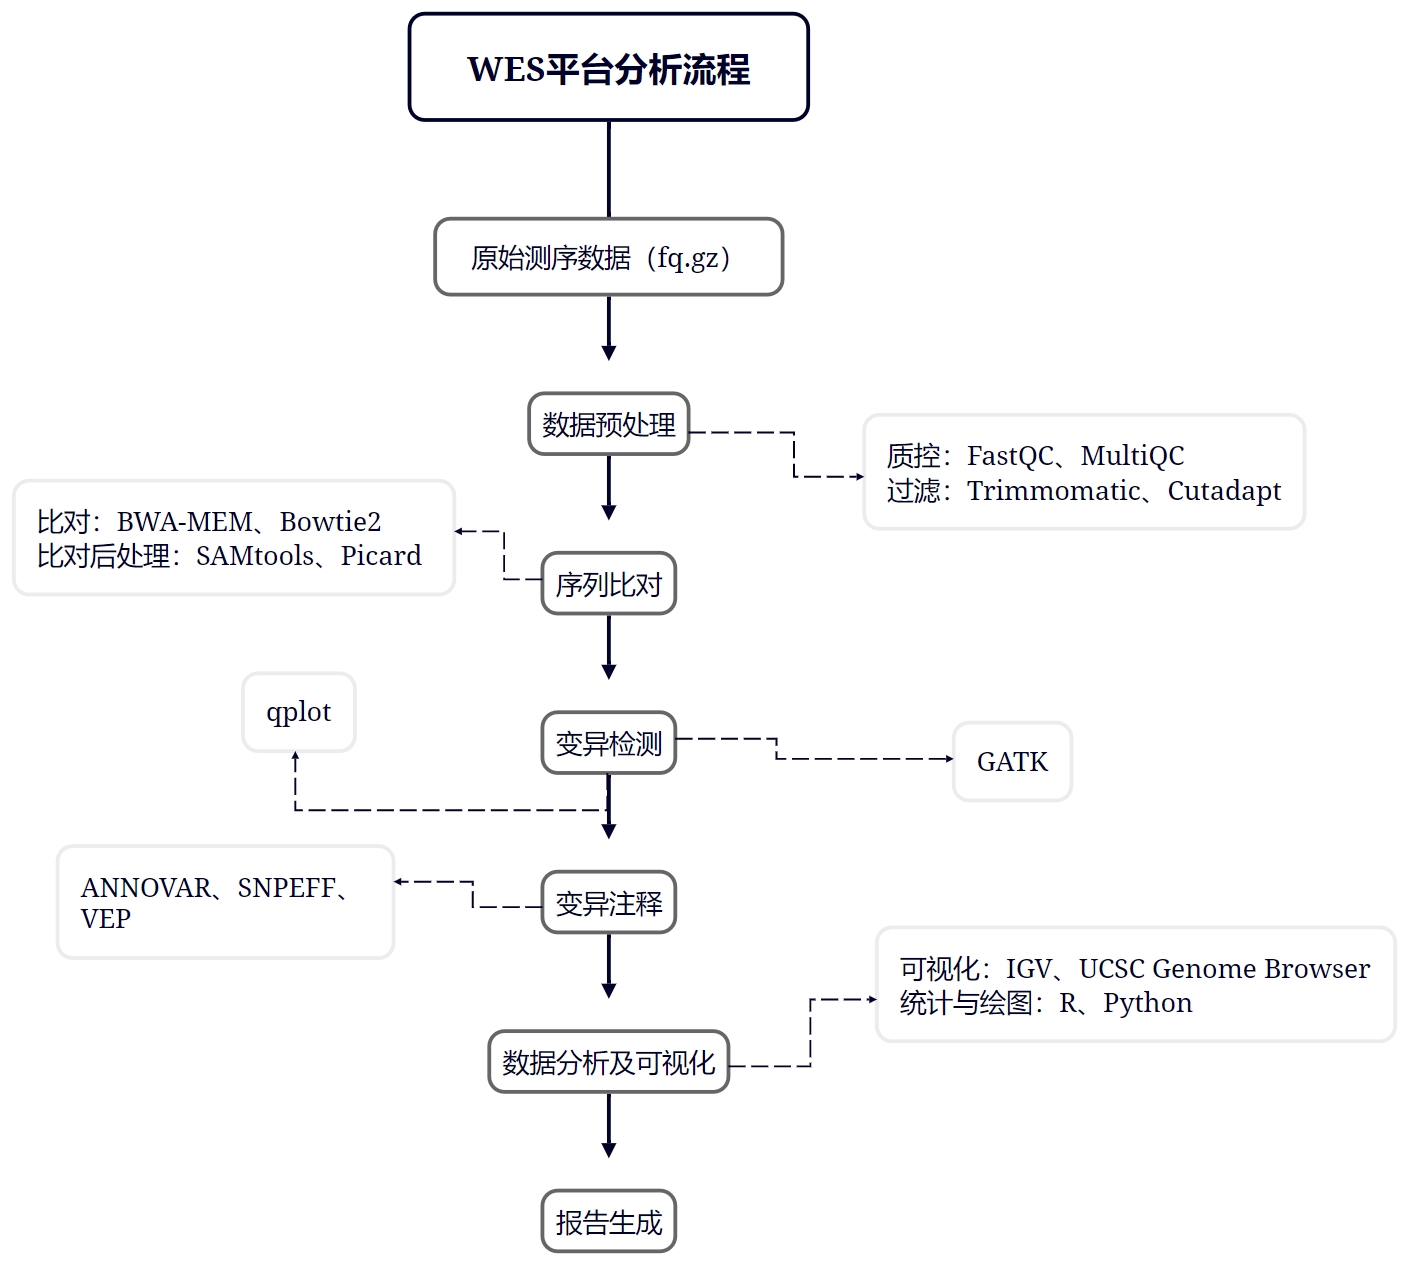 WES平台分析流程
原始测序数据（fq.gz）
数据预处理
质控：FastQC、MultiQC
过滤：Trimmomatic、Cutadapt
比对：BWA-MEM、Bowtie2
比对后处理：SAMtools、Picard
序列比对
qplot
变异检测
GATK
ANNOVAR、SNPEFF、
VEP
变异注释
可视化：IGV、UCSC Genome Browser
统计与绘图：R、Python
数据分析及可视化
报告生成